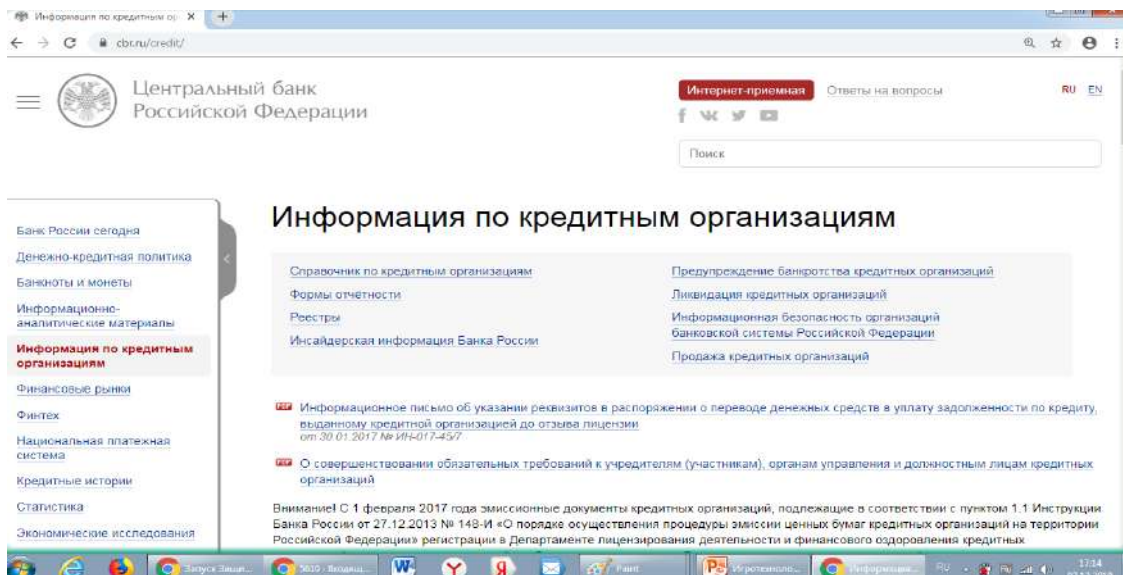 Информация по кредитным ор
cbr.ru/credit/
Центральный банк
Российской Федерации
Интернет-приемная
Ответы на вопросы
RU EN
Поиск
Банк России сегодня
Денежно-кредитная политика
Банкноты и монеты
Информационно-
аналитические материалы
Информация по кредитным
организациям
Финансовые рынки
Финтех
Национальная платежная
система
Кредитные истории
Статистика
Экономические исследования
Информация по кредитным организациям
Справочник по кредитным организациям
Формы отчётности
Реестры
Инсайдерская информация Банка России
Предупреждение банкротства кредитных организаций
Ликвидация кредитных организаций
Информационная безопасность организаций
банковской системы Российской Федерации
Продажа кредитных организаций
Информационное письмо об указании реквизитов в распоряжении о переводе денежных средств в уплату задолженности по кредиту,
выданному кредитной организацией до отзыва лицензии
от 30.01.2017 № ИН-017-45/7
О совершенствовании обязательных требований к учредителям (участникам), органам управления и должностным лицам кредитных
организаций
Внимание! С 1 февраля 2017 года эмиссионные документы кредитных организаций, подлежащие в соответствии с пунктом 1.1 Инструкции
Банка России от 27.12.2013 № 148-И «О порядке осуществления процедуры эмиссии ценных бумаг кредитных организаций на территории
Российской Федерации» регистрации в Департаменте лицензирования деятельности и финансового оздоровления кредитных
Paint
RU
17:14